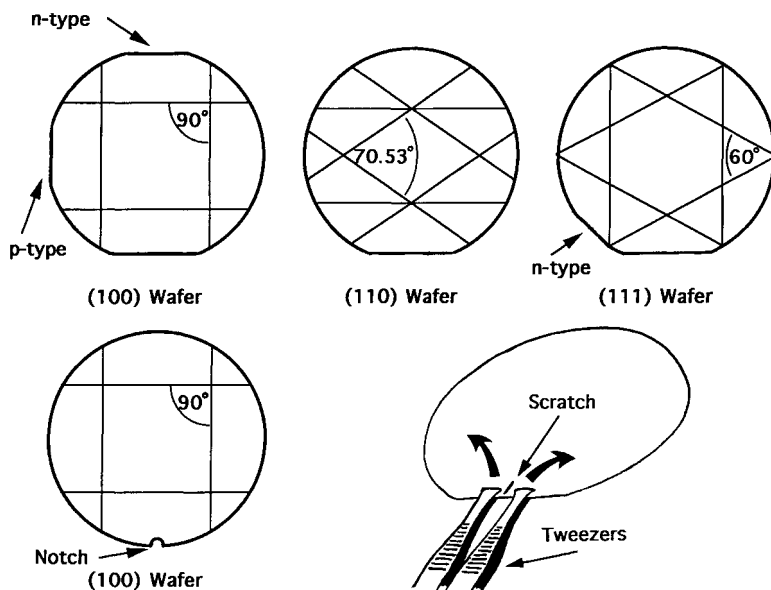 n-type
90°
p-type
(100) Wafer
70.53°
(110) Wafer
60°
n-type
(111) Wafer
90°
Notch
(100) Wafer
Scratch
Tweezers